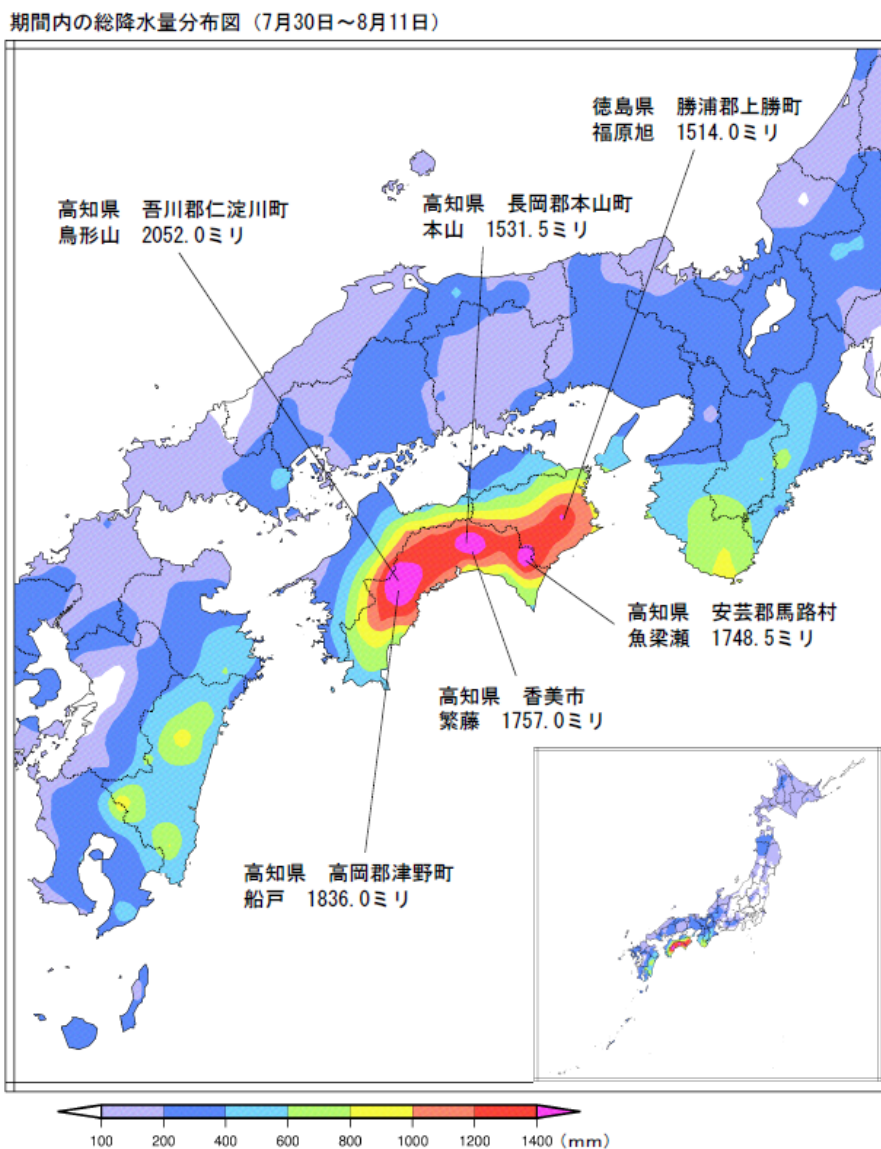 期間内の総降水量分布図（7月30日～8月11日）
徳島県　勝浦郡上勝町
福原旭　1514.0ミリ
高知県　吾川郡仁淀川町
鳥形山　2052.0ミリ
高知県　長岡郡本山町
本山　1531.5ミリ
高知県　安芸郡馬路村
魚梁瀬　1748.5ミリ
高知県　香美市
繁藤　1757.0ミリ
高知県　高岡郡津野町
船戸　1836.0ミリ
100 200 400 600 800 1000 1200 1400 (mm)